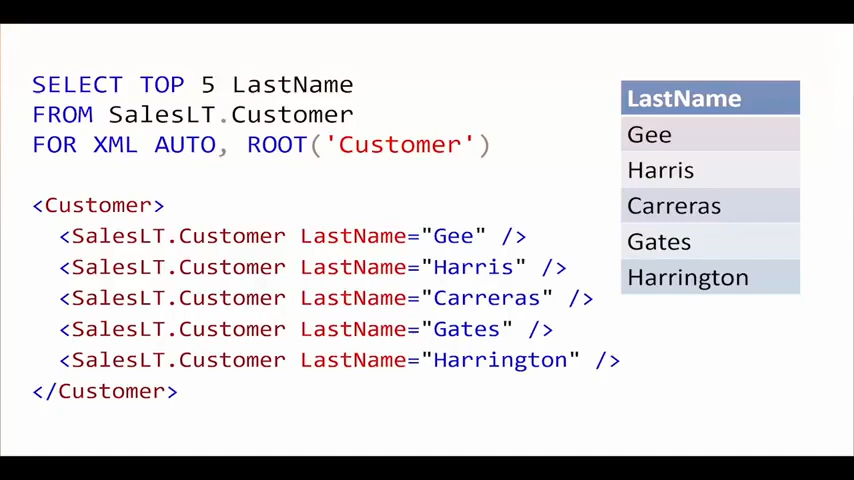 SELECT TOP 5 LastName
FROM SalesLT.Customer
FOR XML AUTO, ROOT('Customer')
<Customer>
<SalesLT.Customer LastName="Gee" />
<SalesLT.Customer LastName="Harris" />
<SalesLT.Customer LastName="Carreras" />
<SalesLT.Customer LastName="Gates" />
<SalesLT.Customer LastName="Harrington" />
</Customer>
LastName
Gee
Harris
Carreras
Gates
Harrington